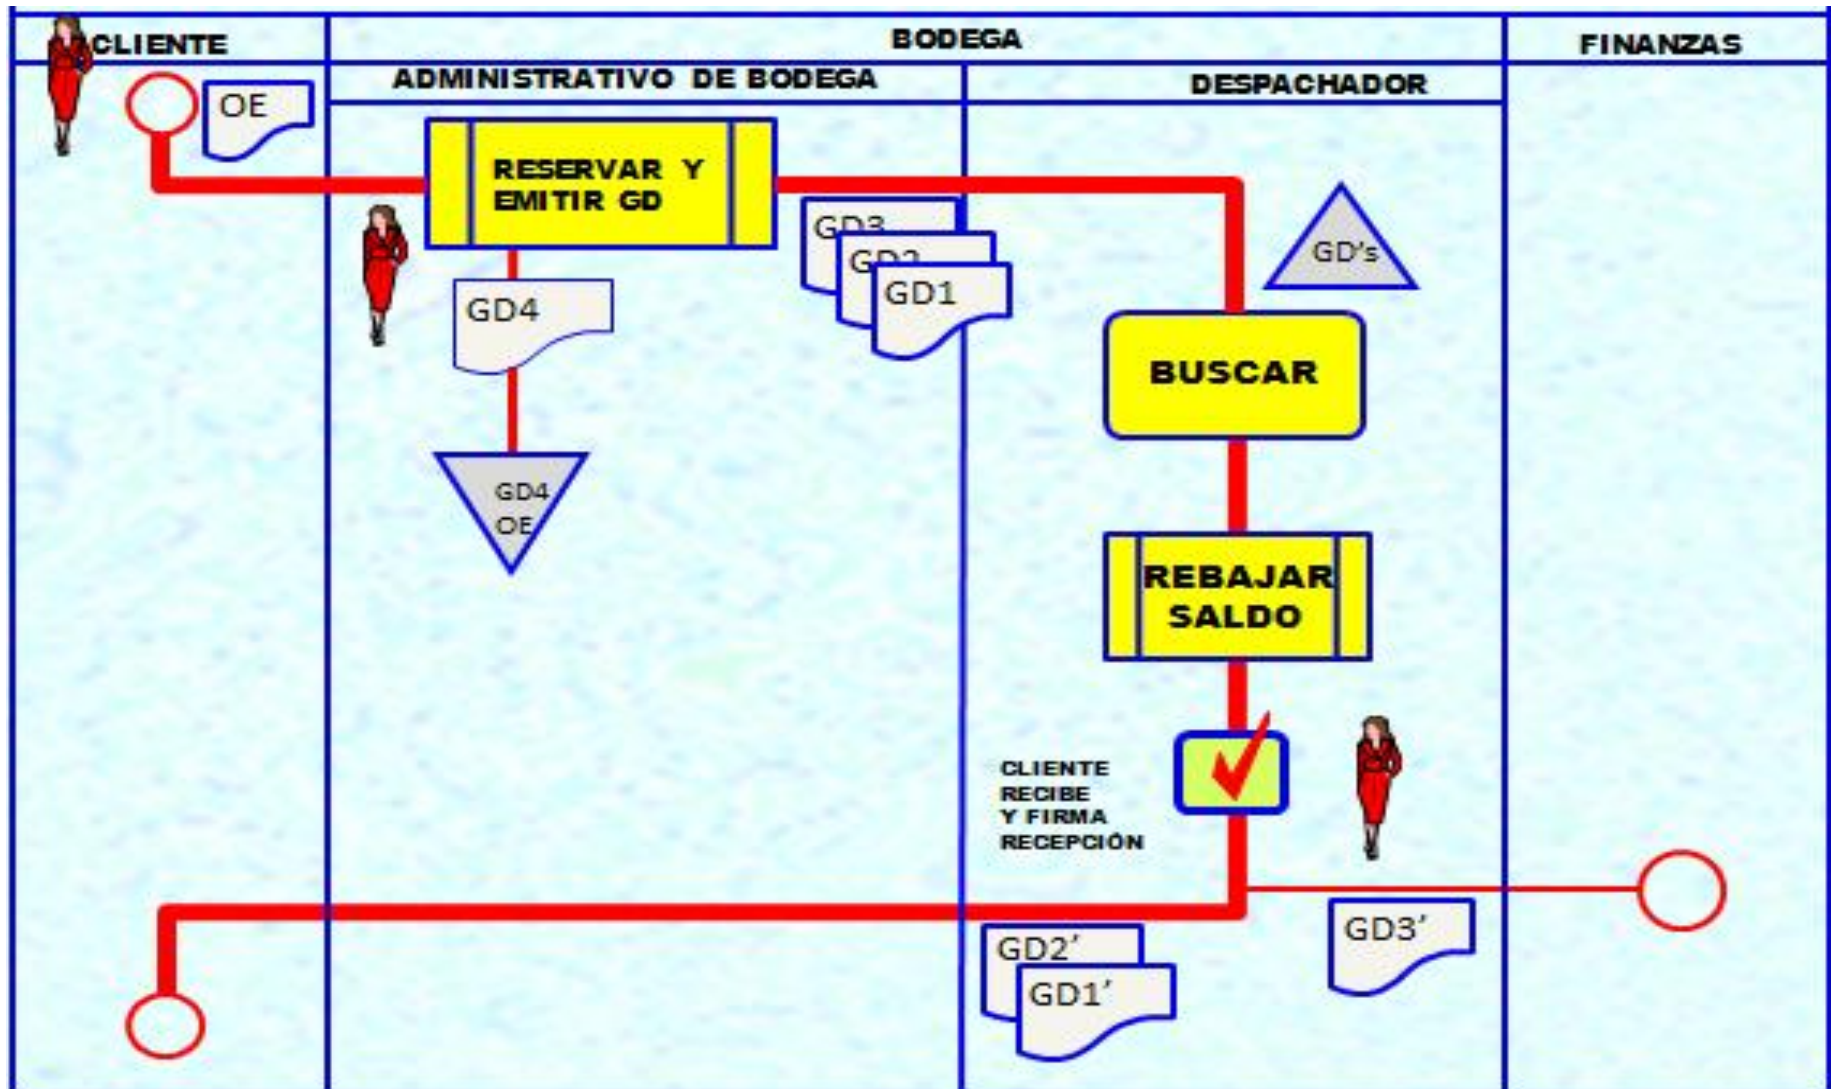 CLIENTE
BODEGA
FINANZAS
ADMINISTRATIVO DE BODEGA
DESPACHADOR
OE
RESERVAR Y
EMITIR GD
GD3
GD2
GD1
GD's
GD4
BUSCAR
GD4
OE
REBAJAR
SALDO
CLIENTE
RECIBE
Y FIRMA
RECEPCIÓN
GD2’
GD1’
GD3’